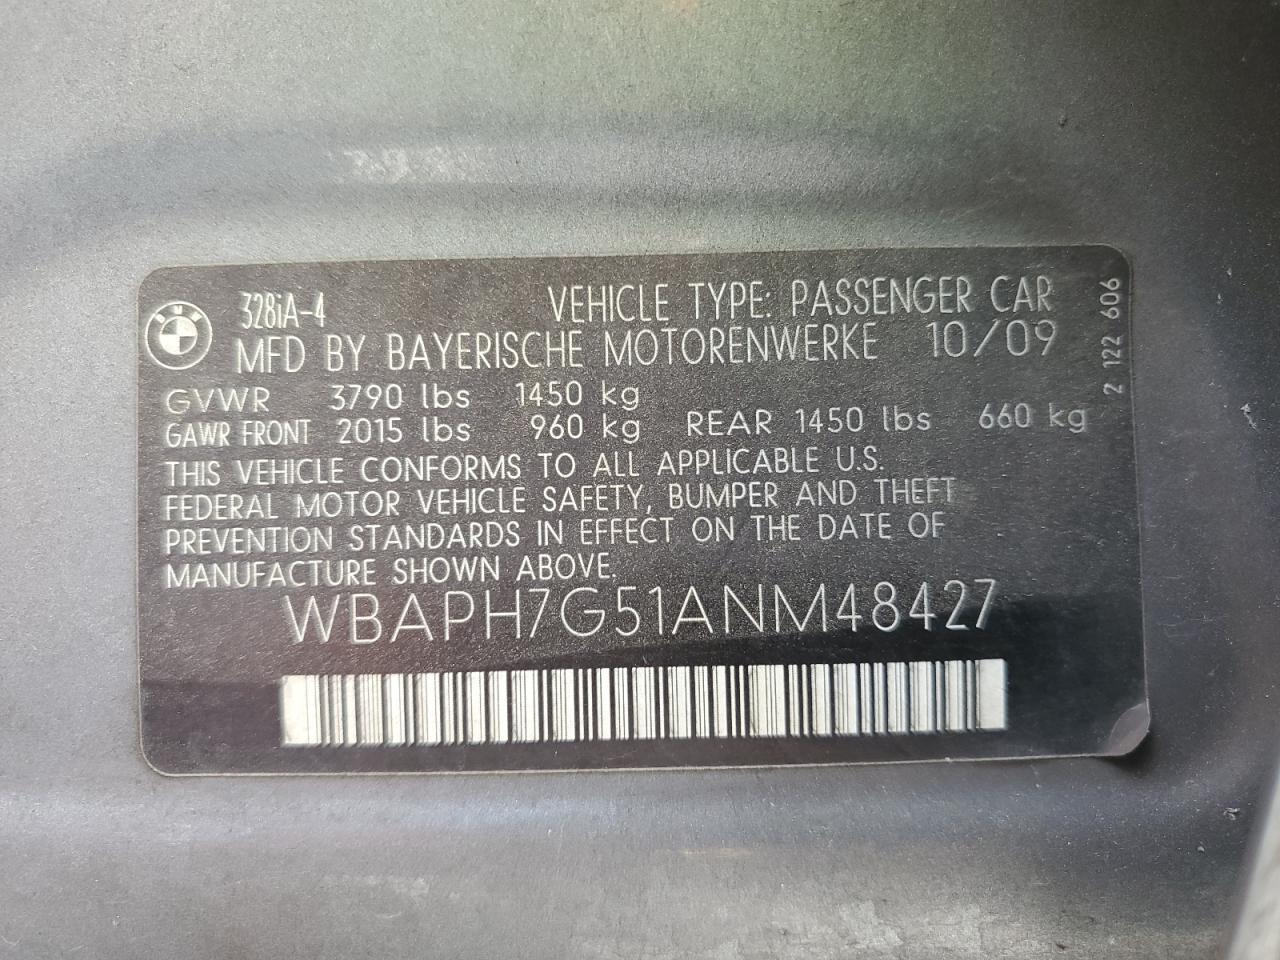 328iA-4 VEHICLE TYPE: PASSENGER CAR
MFD BY BAYERISCHE MOTORENWERKE 10/09
GVWR 3790 lbs 1450 kg
GAWR FRONT 2015 lbs 960 kg REAR 1450 lbs 660 kg
THIS VEHICLE CONFORMS TO ALL APPLICABLE U.S.
FEDERAL MOTOR VEHICLE SAFETY, BUMPER AND THEFT
PREVENTION STANDARDS IN EFFECT ON THE DATE OF
MANUFACTURE SHOWN ABOVE.
WBAPH7G51ANM48427
2 122 606
BMW